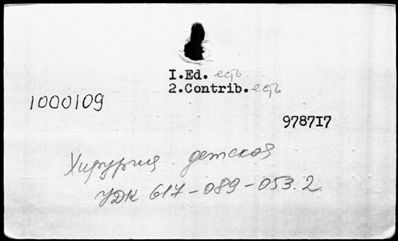 I.Ed. есть
2.Contrib. есть
1000109
978717
Хирургия детская
УДК 617-089-053.2